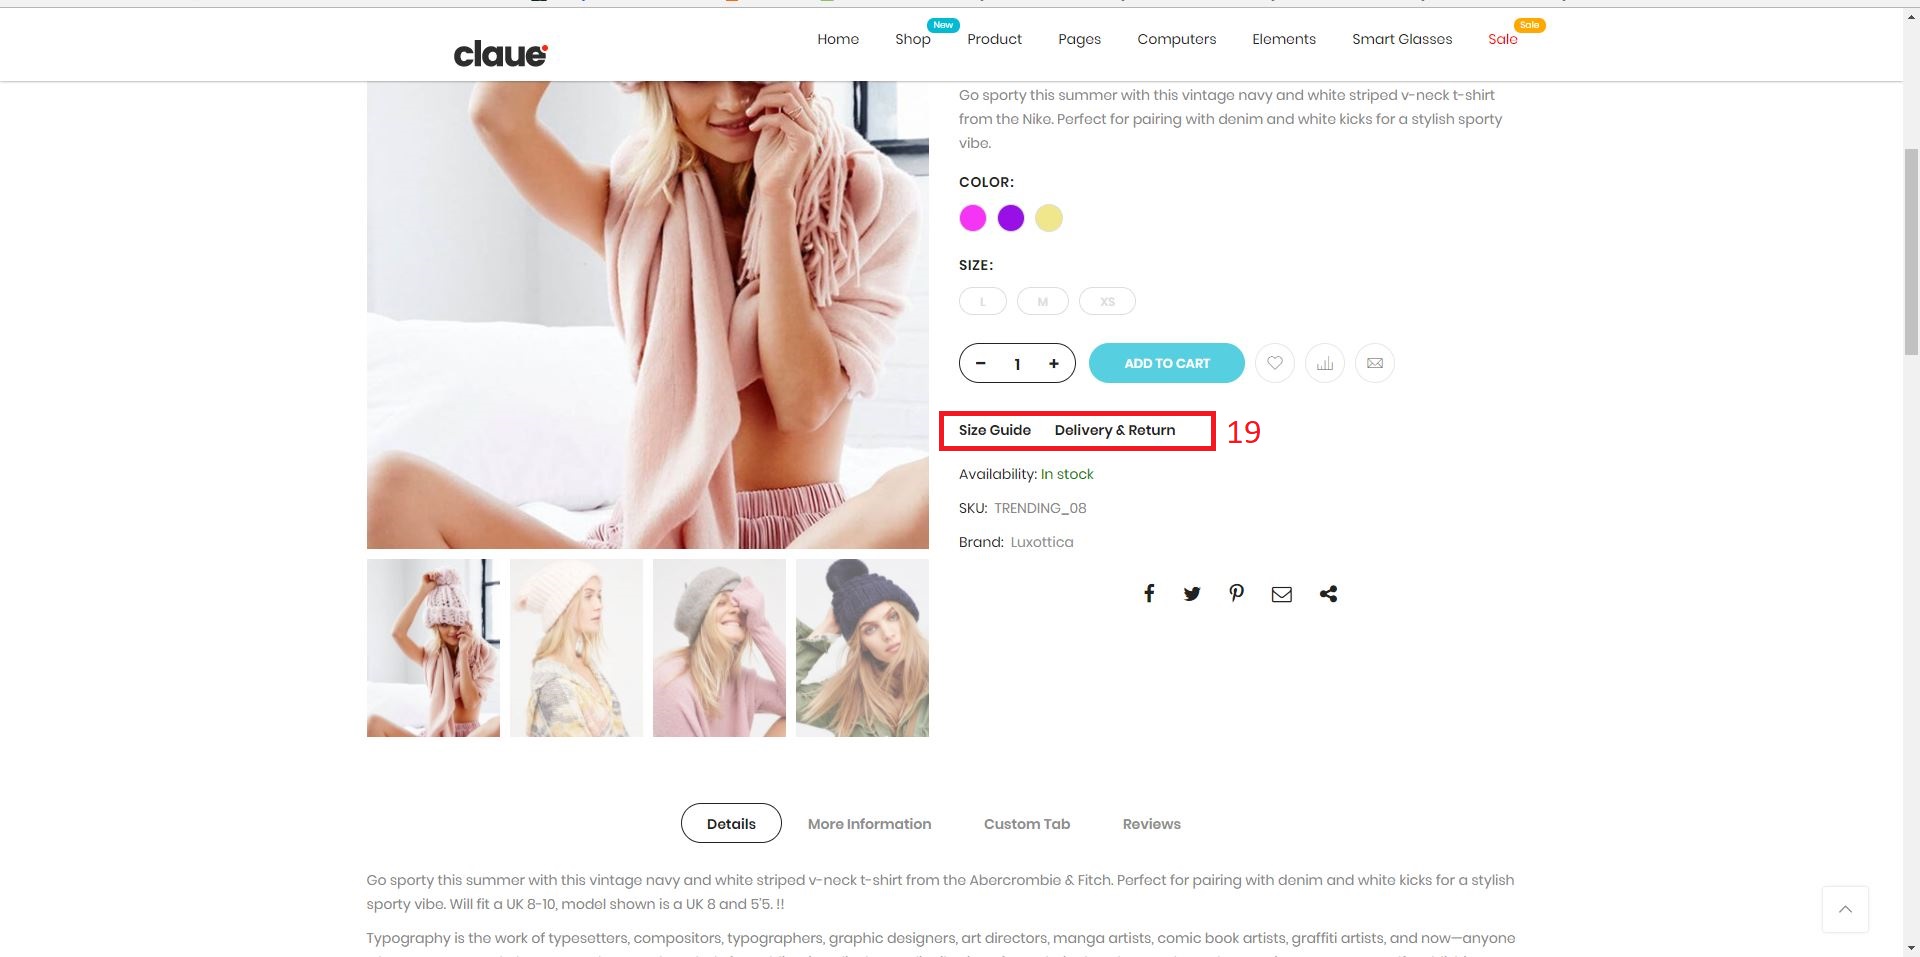 New
Sale
claue
Home
Shop
Product
Pages
Computers
Elements
Smart Glasses
Sale
Go sporty this summer with this vintage navy and white striped v-neck t-shirt
from the Nike. Perfect for pairing with denim and white kicks for a stylish sporty
vibe.
COLOR:
SIZE:
L
M
XS
- 1 +
ADD TO CART
Size Guide
Delivery & Return
19
Availability: In stock
SKU: TRENDING_08
Brand: Luxottica
Details
More Information
Custom Tab
Reviews
Go sporty this summer with this vintage navy and white striped v-neck t-shirt from the Abercrombie & Fitch. Perfect for pairing with denim and white kicks for a stylish
sporty vibe. Will fit a UK 8-10, model shown is a UK 8 and 5'5. !!
Typography is the work of typesetters, compositors, typographers, graphic designers, art directors, manga artists, comic book artists, graffiti artists, and now—anyone